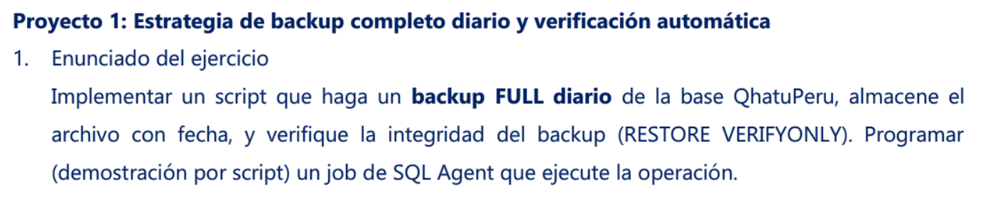 Proyecto 1: Estrategia de backup completo diario y verificación automática
1. Enunciado del ejercicio
Implementar un script que haga un backup FULL diario de la base QhatuPeru, almacene el
archivo con fecha, y verifique la integridad del backup (RESTORE VERIFYONLY). Programar
(demostración por script) un job de SQL Agent que ejecute la operación.